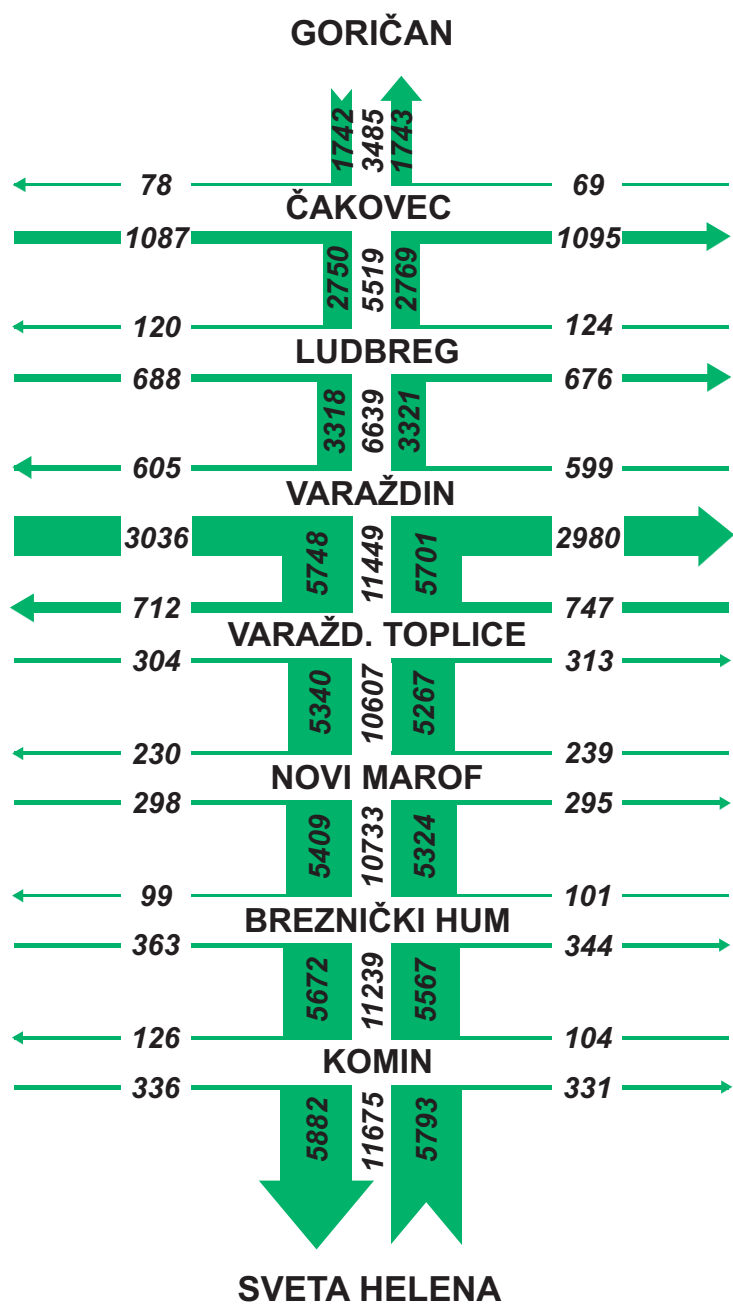 GORIČAN
1742 3485 1743
78 69
ČAKOVEC
1087 1095
2750 5519 2769
120 124
LUDBREG
688 676
3318 6639 3321
605 599
VARAŽDIN
3036 2980
5748 11449 5701
712 747
VARAŽD. TOPLICE
304 313
5340 10607 5267
230 239
NOVI MAROF
298 295
5409 10733 5324
99 101
BREZNIČKI HUM
363 344
5672 11239 5567
126 104
KOMIN
336 331
5882 11675 5793
SVETA HELENA